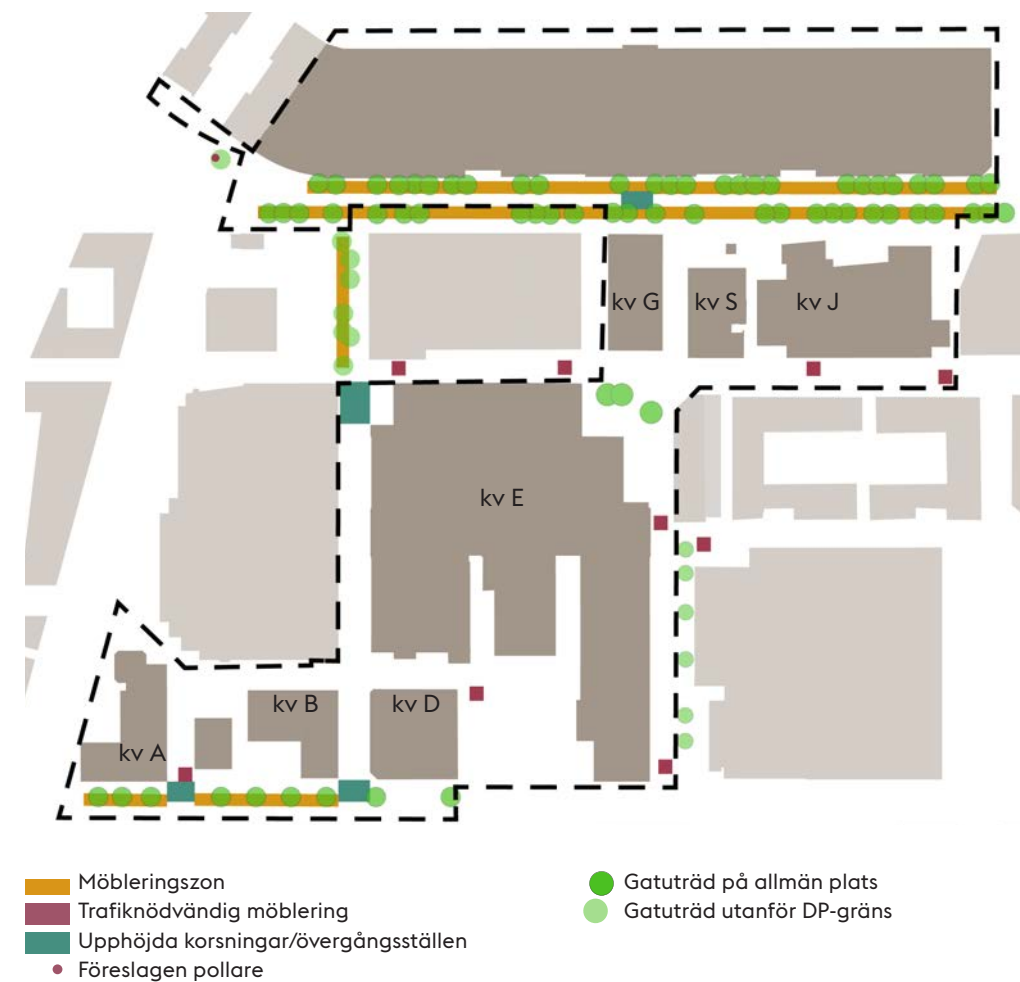 kv G
kv S
kv J
kv E
kv B
kv D
kv A
Möbleringszon
Trafiknödvändig möblering
Upphöjda korsningar/övergångsställen
Föreslagen pollare
Gatuträd på allmän plats
Gatuträd utanför DP-gräns